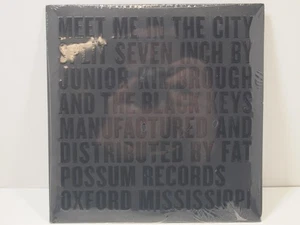 MEET ME IN THE CITY
SEVEN INCH BY
JUNIOR KIMBROUGH
AND THE BLACK KEYS
MANUFACTURED AND
DISTRIBUTED BY FAT
POSSUM RECORDS
OXFORD MISSISSIPPI